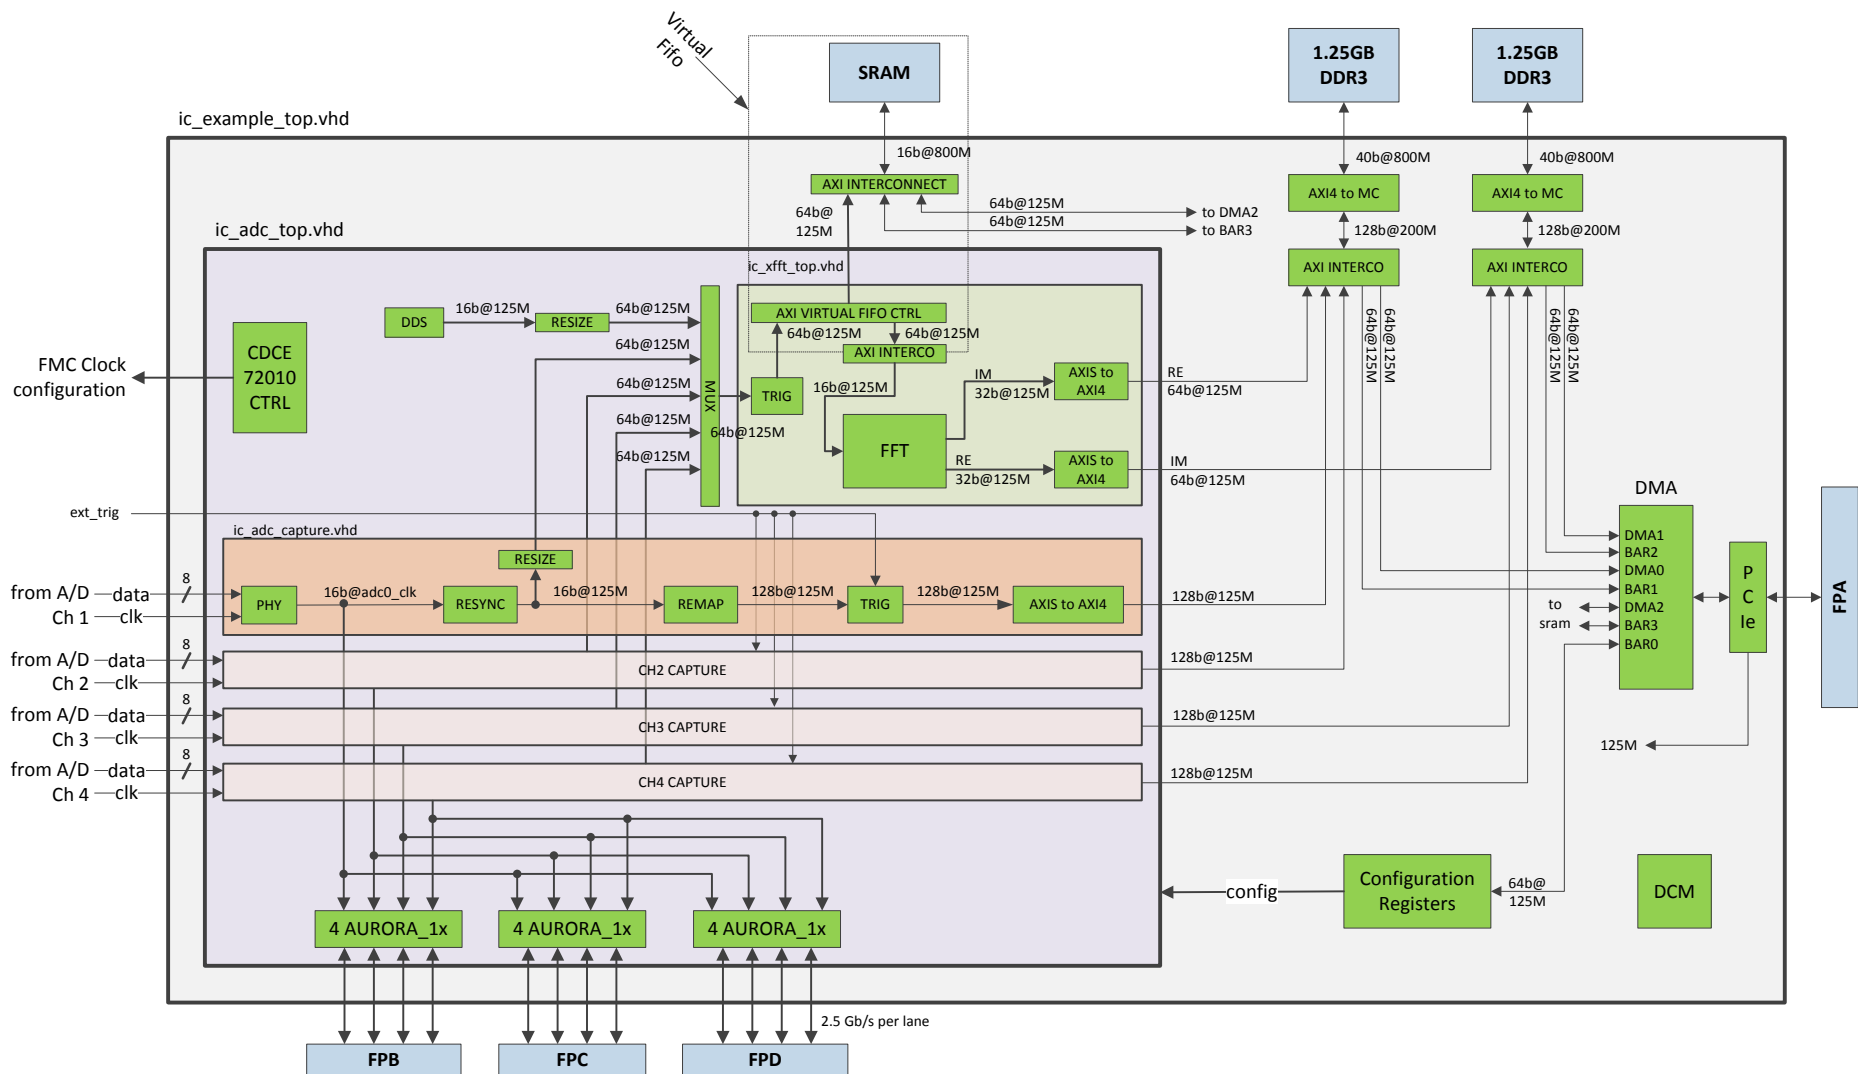 Virtual
Fifo
SRAM
1.25GB
DDR3
1.25GB
DDR3
ic_example_top.vhd
16b@800M
40b@800M
40b@800M
AXI INTERCONNECT
AXI4 to MC
AXI4 to MC
64b@
125M
64b@125M
to DMA2
64b@125M
to BAR3
128b@200M
128b@200M
ic_adc_top.vhd
ic_xfft_top.vhd
AXI INTERCO
AXI INTERCO
DDS
16b@125M
RESIZE
64b@125M
AXI VIRTUAL FIFO CTRL
64b@125M
64b@125M
64b@125M
64b@125M
64b@125M
64b@125M
CDCE
72010
CTRL
FMC Clock
configuration
64b@125M
64b@125M
64b@125M
64b@125M
MUX
64b@125M
AXI INTERCO
TRIG
16b@125M
IM
32b@125M
AXIS to
AXI4
RE
64b@125M
FFT
RE
32b@125M
AXIS to
AXI4
IM
64b@125M
ext_trig
ic_adc_capture.vhd
RESIZE
from A/D
data
8
Ch 1
clk
PHY
16b@adc0_clk
RESYNC
16b@125M
REMAP
128b@125M
TRIG
128b@125M
AXIS to AXI4
128b@125M
from A/D
data
8
Ch 2
clk
CH2 CAPTURE
128b@125M
from A/D
data
8
Ch 3
clk
CH3 CAPTURE
128b@125M
from A/D
data
8
Ch 4
clk
CH4 CAPTURE
128b@125M
DMA
DMA1
BAR2
DMA0
BAR1
DMA2
BAR3
BAR0
to
sram
P
C
Ie
FPA
125M
config
Configuration
Registers
64b@
125M
DCM
4 AURORA_1x
4 AURORA_1x
4 AURORA_1x
2.5 Gb/s per lane
FPB
FPC
FPD